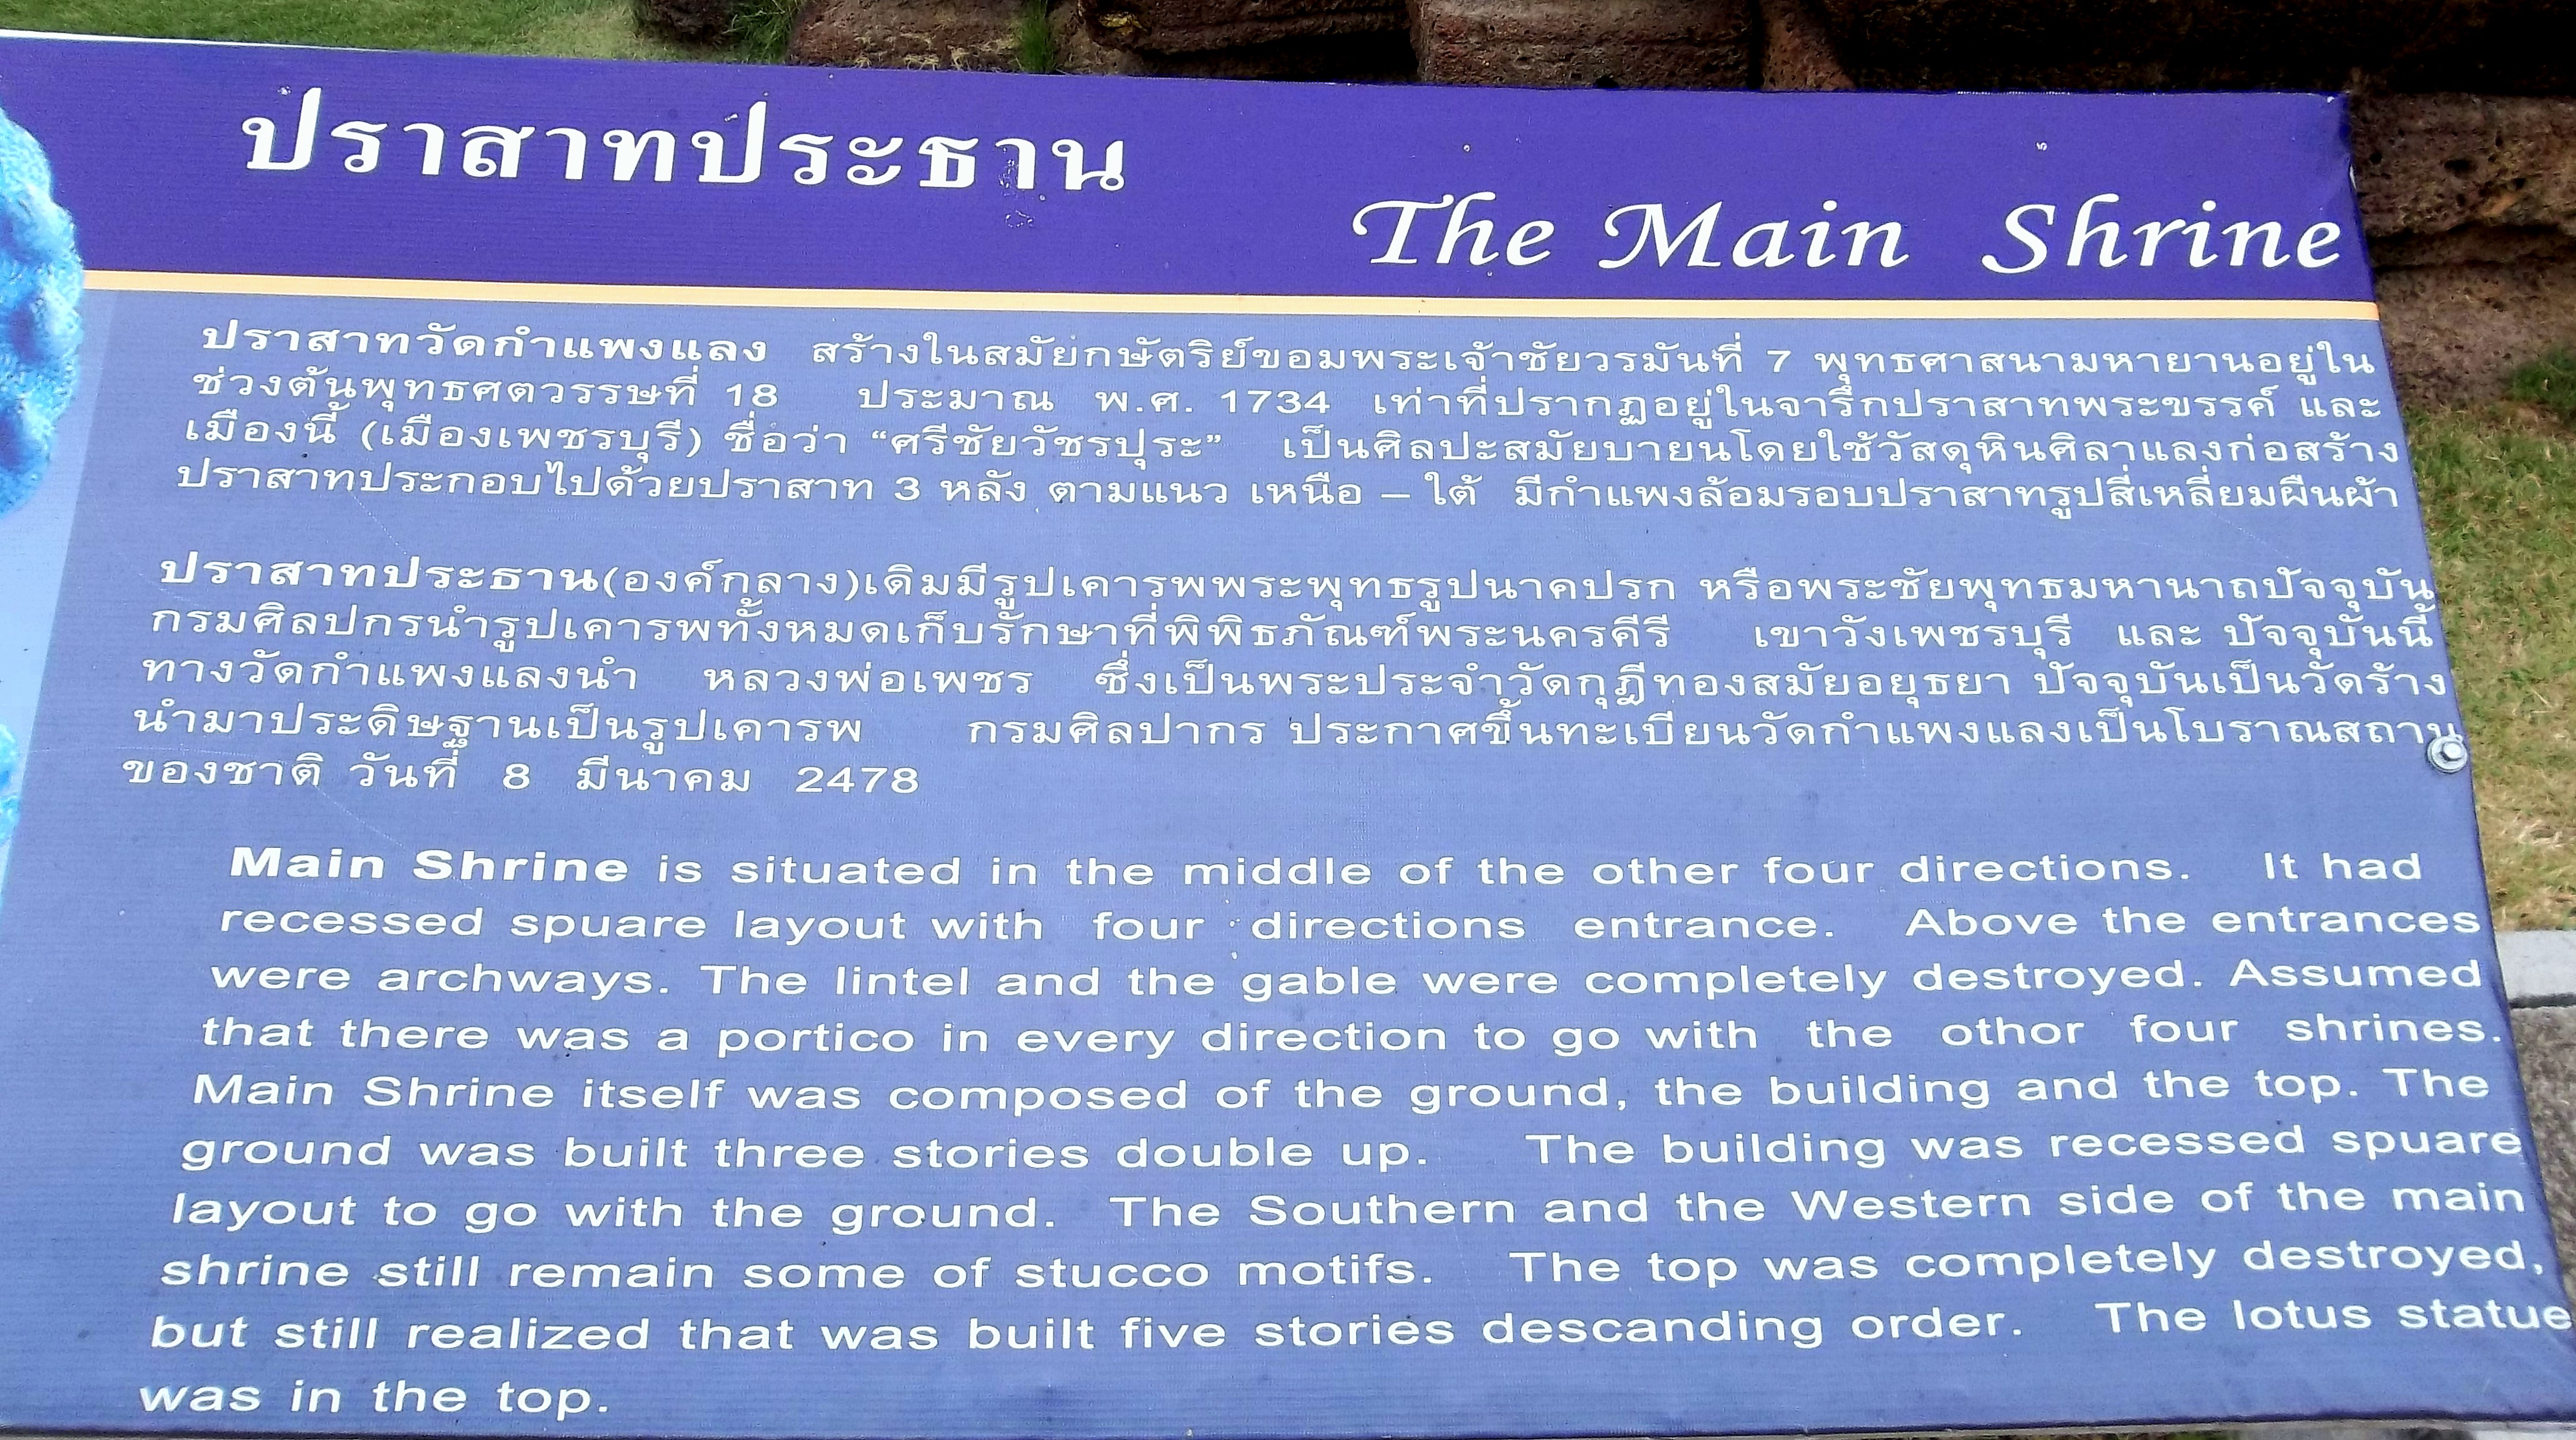 ปราสาทประธาน
The Main Shrine
ปราสาทวัดกำแพงแลง สร้างในสมัยกษัตริย์ขอมพระเจ้าชัยวรมันที่ 7 พุทธศาสนามหายานอยู่ใน
ช่วงต้นพุทธศตวรรษที่ 18 ประมาณ พ.ศ. 1734 เท่าที่ปรากฏอยู่ในจารึกปราสาทพระขรรค์ และ
เมืองนี้ (เมืองเพชรบุรี) ชื่อว่า “ศรีชัยวัชรปุระ” เป็นศิลปะสมัยบายนโดยใช้วัสดุหินศิลาแลงก่อสร้าง
ปราสาทประกอบไปด้วยปราสาท 3 หลัง ตามแนว เหนือ – ใต้ มีกำแพงล้อมรอบปราสาทรูปสี่เหลี่ยมผืนผ้า
ปราสาทประธาน(องค์กลาง)เดิมมีรูปเคารพพระพุทธรูปนาคปรก หรือพระชัยพุทธมหานาถปัจจุบัน
กรมศิลปกรนำรูปเคารพทั้งหมดเก็บรักษาที่พิพิธภัณฑ์พระนครคีรี เขาวังเพชรบุรี และ ปัจจุบันนี้
ทางวัดกำแพงแลงนำ หลวงพ่อเพชร ซึ่งเป็นพระประจำวัดกุฎีทองสมัยอยุธยา ปัจจุบันเป็นวัดร้าง
นำมาประดิษฐานเป็นรูปเคารพ กรมศิลปากร ประกาศขึ้นทะเบียนวัดกำแพงแลงเป็นโบราณสถาน
ของชาติ วันที่ 8 มีนาคม 2478
Main Shrine is situated in the middle of the other four directions. It had
recessed spuare layout with four directions entrance. Above the entrances
were archways. The lintel and the gable were completely destroyed. Assumed
that there was a portico in every direction to go with the othor four shrines.
Main Shrine itself was composed of the ground, the building and the top. The
ground was built three stories double up. The building was recessed spuare
layout to go with the ground. The Southern and the Western side of the main
shrine still remain some of stucco motifs. The top was completely destroyed,
but still realized that was built five stories descanding order. The lotus statue
was in the top.